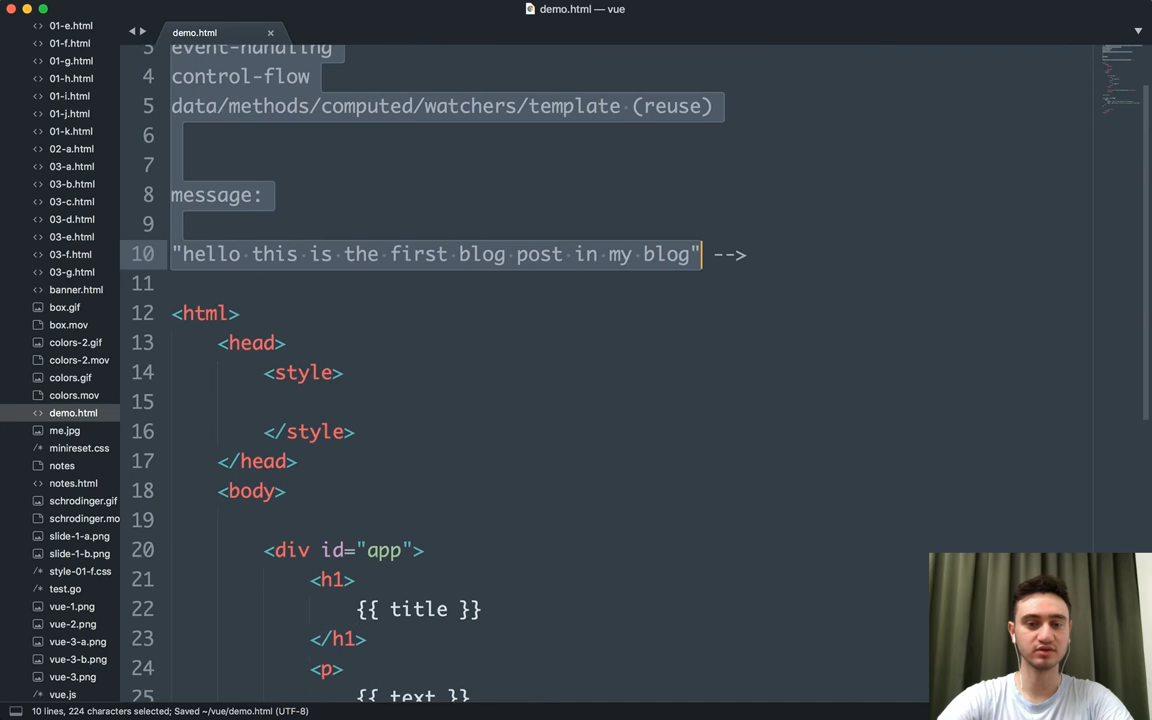 demo.html — vue
demo.html
01-e.html
01-f.html
01-g.html
01-h.html
01-i.html
01-j.html
01-k.html
02-a.html
03-a.html
03-b.html
03-c.html
03-d.html
03-e.html
03-f.html
03-g.html
banner.html
box.gif
box.mov
colors-2.gif
colors-2.mov
colors.gif
colors.mov
demo.html
me.jpg
minireset.css
notes
notes.html
schrodinger.gif
schrodinger.mo
slide-1-a.png
slide-1-b.png
style-01-f.css
test.go
vue-1.png
vue-2.png
vue-3-a.png
vue-3-b.png
vue-3.png
vue.js
3 event-handling
4 control-flow
5 data/methods/computed/watchers/template (reuse)
6
7
8 message:
9
10 "hello this is the first blog post in my blog" -->
11
12 <html>
13 <head>
14 <style>
15
16 </style>
17 </head>
18 <body>
19
20 <div id="app">
21 <h1>
22 {{ title }}
23 </h1>
24 <p>
25 {{ text }}
10 lines, 224 characters selected; Saved ~/vue/demo.html (UTF-8)